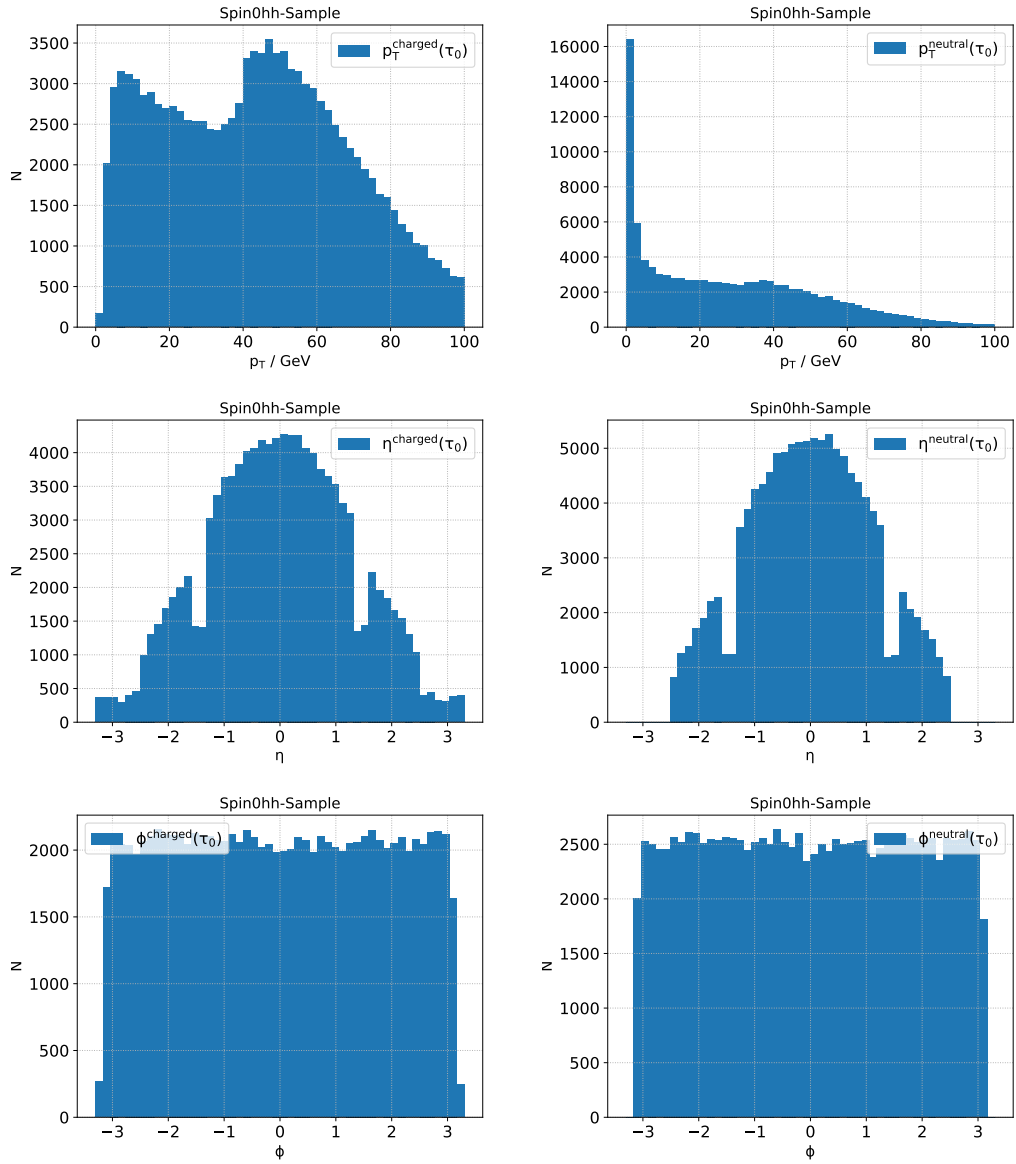 Spin0hh-Sample
p_T^charged(τ_0)
N
3500
3000
2500
2000
1500
1000
500
0
0 20 40 60 80 100
p_T / GeV
Spin0hh-Sample
p_T^neutral(τ_0)
N
16000
14000
12000
10000
8000
6000
4000
2000
0
0 20 40 60 80 100
p_T / GeV
Spin0hh-Sample
η^charged(τ_0)
N
4000
3500
3000
2500
2000
1500
1000
500
0
−3 −2 −1 0 1 2 3
η
Spin0hh-Sample
η^neutral(τ_0)
N
5000
4000
3000
2000
1000
0
−3 −2 −1 0 1 2 3
η
Spin0hh-Sample
ϕ^charged(τ_0)
N
2000
1500
1000
500
0
−3 −2 −1 0 1 2 3
ϕ
Spin0hh-Sample
ϕ^neutral(τ_0)
N
2500
2000
1500
1000
500
0
−3 −2 −1 0 1 2 3
ϕ